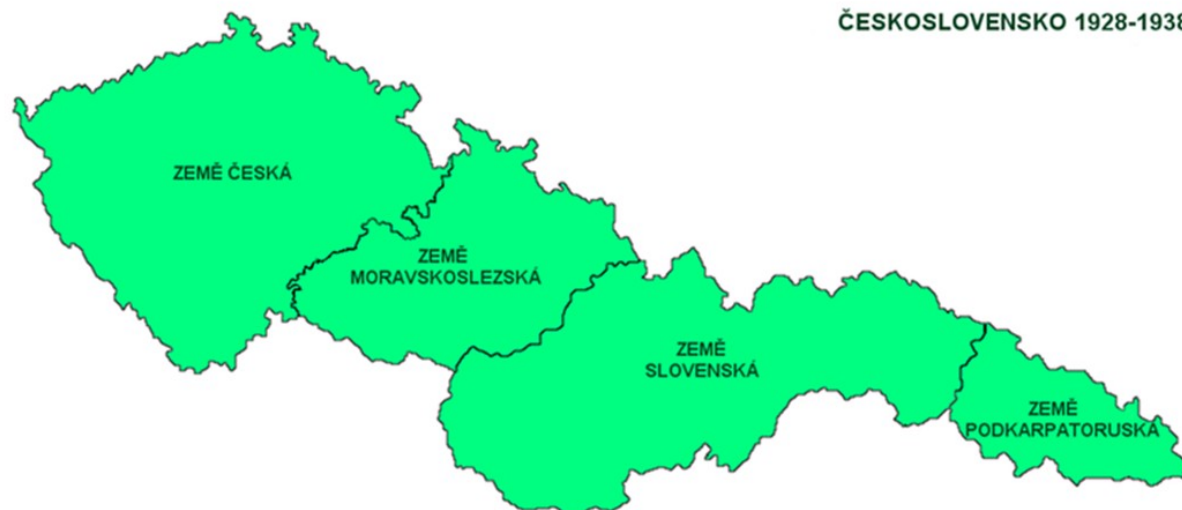 ČESKOSLOVENSKO 1928-1938
ZEMĚ ČESKÁ
ZEMĚ
MORAVSKOSLEZSKÁ
ZEMĚ
SLOVENSKÁ
ZEMĚ
PODKARPATORUSKÁ